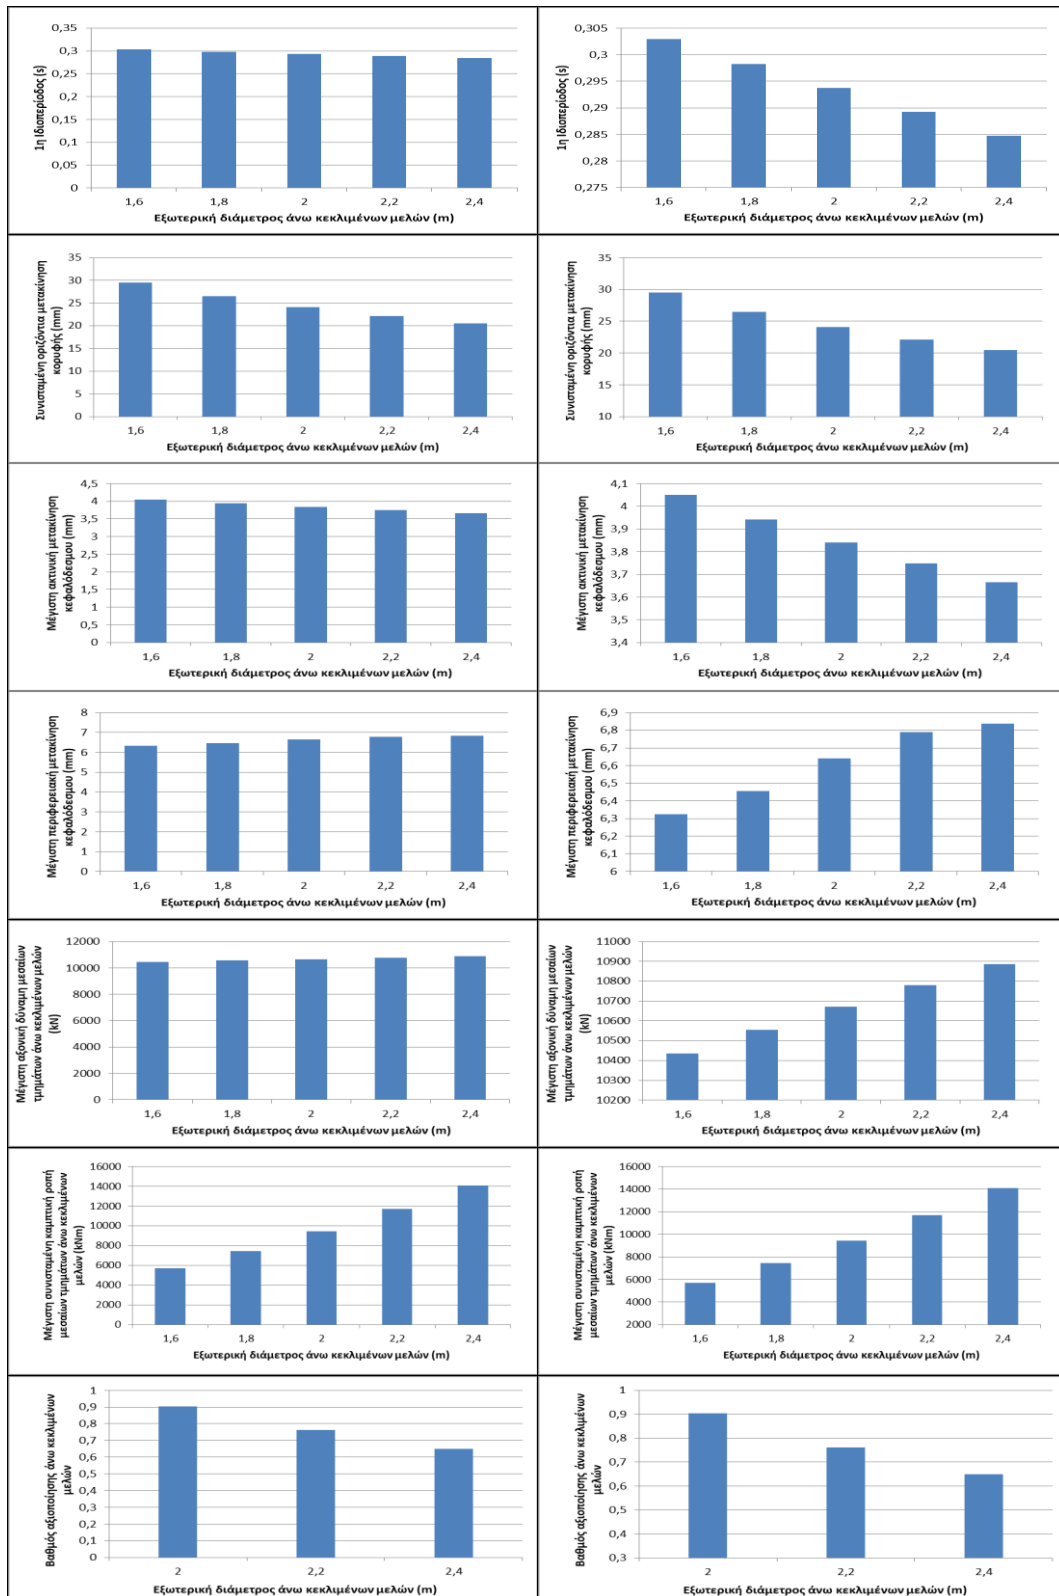 1η Ιδιοπερίοδος (s)
0,35
0,3
0,25
0,2
0,15
0,1
0,05
0
1,6 1,8 2 2,2 2,4
Εξωτερική διάμετρος άνω κεκλιμένων μελών (m)
1η Ιδιοπερίοδος (s)
0,305
0,3
0,295
0,29
0,285
0,28
0,275
1,6 1,8 2 2,2 2,4
Εξωτερική διάμετρος άνω κεκλιμένων μελών (m)
Συνισταμένη οριζόντια μετακίνηση
κορυφής (mm)
35
30
25
20
15
10
5
0
1,6 1,8 2 2,2 2,4
Εξωτερική διάμετρος άνω κεκλιμένων μελών (m)
Συνισταμένη οριζόντια μετακίνηση
κορυφής (mm)
35
30
25
20
15
10
1,6 1,8 2 2,2 2,4
Εξωτερική διάμετρος άνω κεκλιμένων μελών (m)
Μέγιστη ακτινική μετακίνηση
κεφαλόδεσμου (mm)
4,5
4
3,5
3
2,5
2
1,5
1
0,5
0
1,6 1,8 2 2,2 2,4
Εξωτερική διάμετρος άνω κεκλιμένων μελών (m)
Μέγιστη ακτινική μετακίνηση
κεφαλόδεσμου (mm)
4,1
4
3,9
3,8
3,7
3,6
3,5
3,4
1,6 1,8 2 2,2 2,4
Εξωτερική διάμετρος άνω κεκλιμένων μελών (m)
Μέγιστη περιφερειακή μετακίνηση
κεφαλόδεσμου (mm)
8
7
6
5
4
3
2
1
0
1,6 1,8 2 2,2 2,4
Εξωτερική διάμετρος άνω κεκλιμένων μελών (m)
Μέγιστη περιφερειακή μετακίνηση
κεφαλόδεσμου (mm)
6,9
6,8
6,7
6,6
6,5
6,4
6,3
6,2
6,1
6
1,6 1,8 2 2,2 2,4
Εξωτερική διάμετρος άνω κεκλιμένων μελών (m)
Μέγιστη αξονική δύναμη μεσαίων
τμημάτων άνω κεκλιμένων μελών
(kN)
12000
10000
8000
6000
4000
2000
0
1,6 1,8 2 2,2 2,4
Εξωτερική διάμετρος άνω κεκλιμένων μελών (m)
Μέγιστη αξονική δύναμη μεσαίων
τμημάτων άνω κεκλιμένων μελών
(kN)
11000
10900
10800
10700
10600
10500
10400
10300
10200
1,6 1,8 2 2,2 2,4
Εξωτερική διάμετρος άνω κεκλιμένων μελών (m)
Μέγιστη συνισταμένη καμπτική ροπή
μεσαίων τμημάτων άνω κεκλιμένων
μελών (kNm)
16000
14000
12000
10000
8000
6000
4000
2000
0
1,6 1,8 2 2,2 2,4
Εξωτερική διάμετρος άνω κεκλιμένων μελών (m)
Μέγιστη συνισταμένη καμπτική ροπή
μεσαίων τμημάτων άνω κεκλιμένων
μελών (kNm)
16000
14000
12000
10000
8000
6000
4000
2000
1,6 1,8 2 2,2 2,4
Εξωτερική διάμετρος άνω κεκλιμένων μελών (m)
Βαθμός αξιοποίησης άνω κεκλιμένων
μελών
1
0,9
0,8
0,7
0,6
0,5
0,4
0,3
0,2
0,1
0
2 2,2 2,4
Εξωτερική διάμετρος άνω κεκλιμένων μελών (m)
Βαθμός αξιοποίησης άνω κεκλιμένων
μελών
1
0,9
0,8
0,7
0,6
0,5
0,4
0,3
2 2,2 2,4
Εξωτερική διάμετρος άνω κεκλιμένων μελών (m)